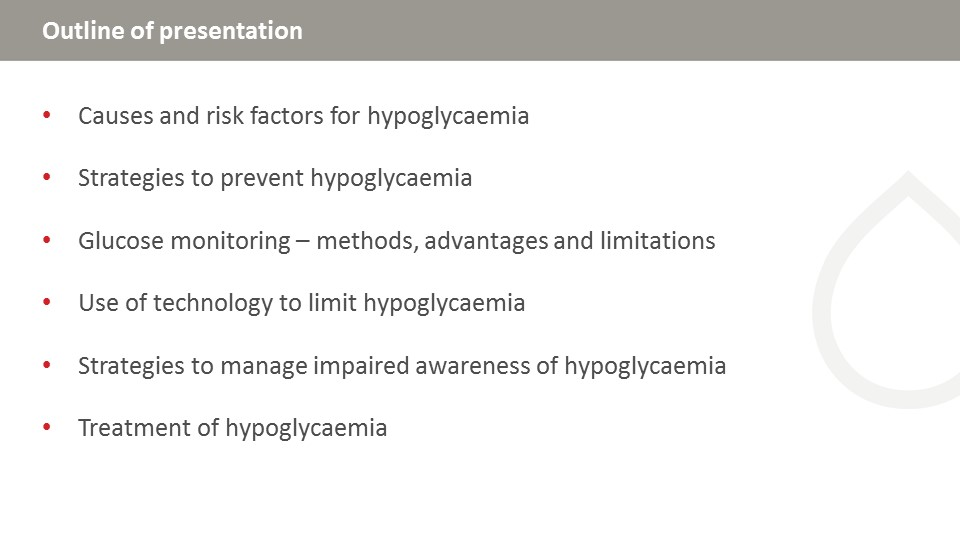 Outline of presentation
• Causes and risk factors for hypoglycaemia
• Strategies to prevent hypoglycaemia
• Glucose monitoring – methods, advantages and limitations
• Use of technology to limit hypoglycaemia
• Strategies to manage impaired awareness of hypoglycaemia
• Treatment of hypoglycaemia